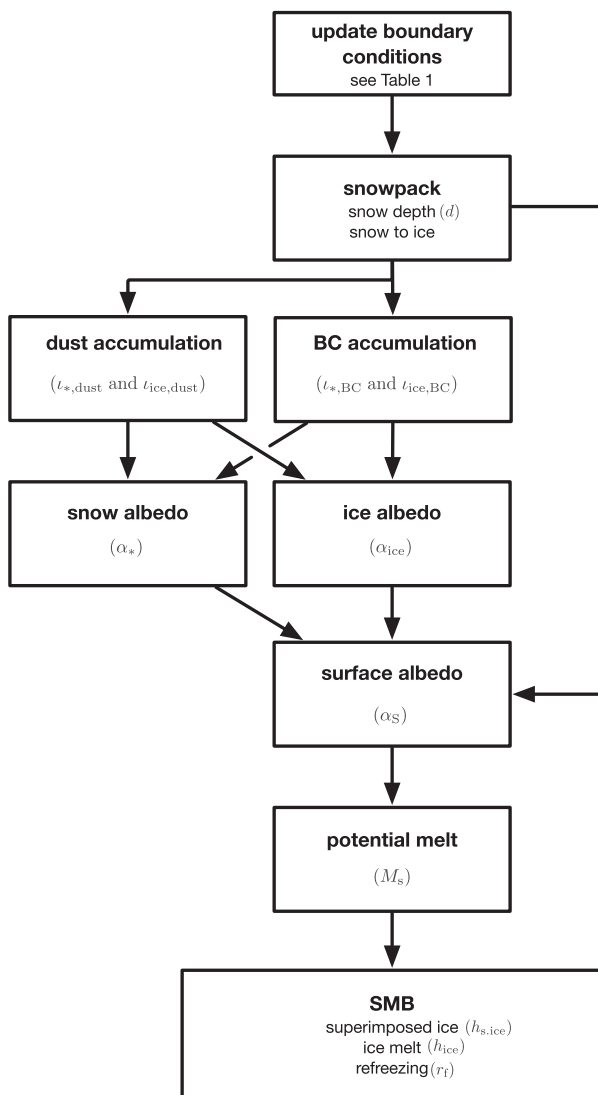 update boundary
conditions
see Table 1
snowpack
snow depth (d)
snow to ice
dust accumulation
(ι∗,dust and ιice,dust)
BC accumulation
(ι∗,BC and ιice,BC)
snow albedo
(α∗)
ice albedo
(αice)
surface albedo
(αS)
potential melt
(Ms)
SMB
superimposed ice (hs.ice)
ice melt (hice)
refreezing (rf)